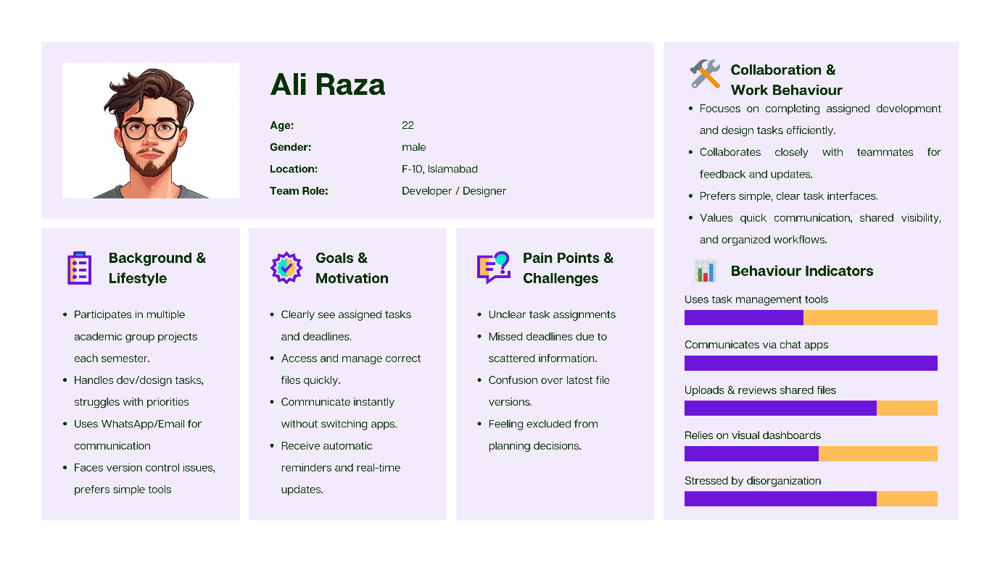 Ali Raza
Age: 22
Gender: male
Location: F-10, Islamabad
Team Role: Developer / Designer
Background &
Lifestyle
• Participates in multiple
academic group projects
each semester.
• Handles dev/design tasks,
struggles with priorities
• Uses WhatsApp/Email for
communication
• Faces version control issues,
prefers simple tools
Goals &
Motivation
• Clearly see assigned tasks
and deadlines.
• Access and manage correct
files quickly.
• Communicate instantly
without switching apps.
• Receive automatic
reminders and real-time
updates.
Pain Points &
Challenges
• Unclear task assignments
• Missed deadlines due to
scattered information.
• Confusion over latest file
versions.
• Feeling excluded from
planning decisions.
Collaboration &
Work Behaviour
• Focuses on completing assigned development
and design tasks efficiently.
• Collaborates closely with teammates for
feedback and updates.
• Prefers simple, clear task interfaces.
• Values quick communication, shared visibility,
and organized workflows.
Behaviour Indicators
Uses task management tools
Communicates via chat apps
Uploads & reviews shared files
Relies on visual dashboards
Stressed by disorganization